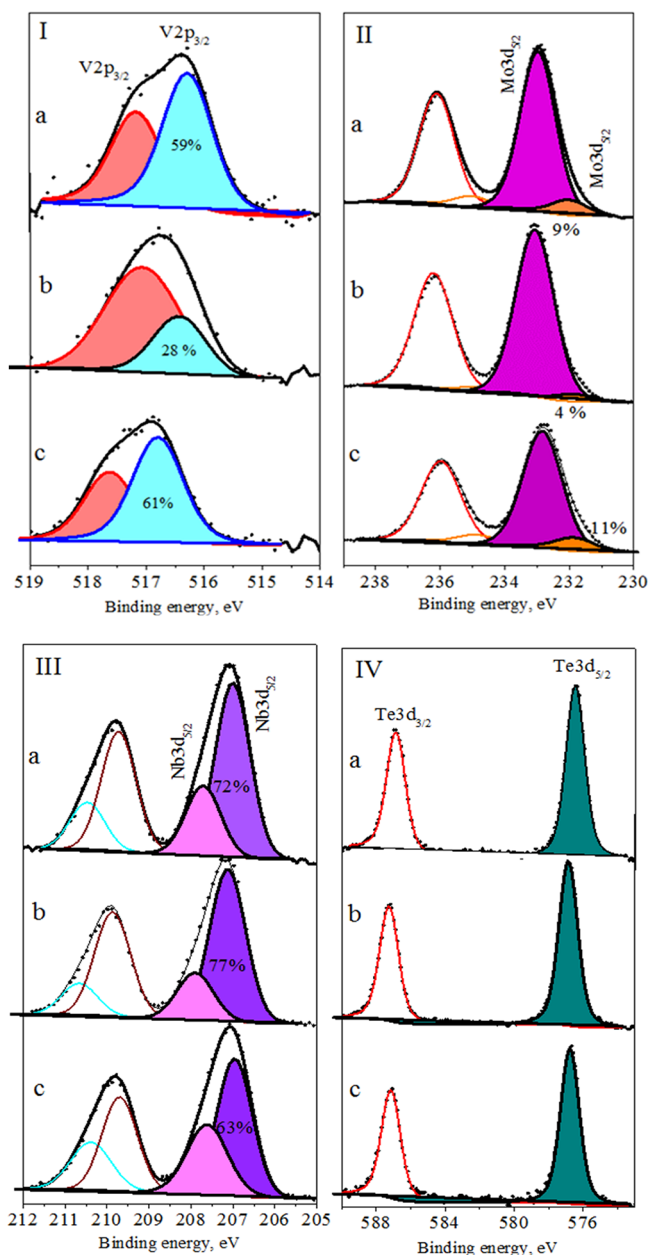 I
V2p3/2
V2p3/2
a
59%
b
28 %
c
61%
519 518 517 516 515 514
Binding energy, eV
II
Mo3d5/2
Mo3d5/2
a
9%
b
4 %
c
11%
238 236 234 232 230
Binding energy, eV
III
Nb3d5/2
Nb3d5/2
a
72%
b
77%
c
63%
212 211 210 209 208 207 206 205
Binding energy, eV
IV
Te3d5/2
Te3d3/2
a
b
c
588 584 580 576
Binding energy, eV